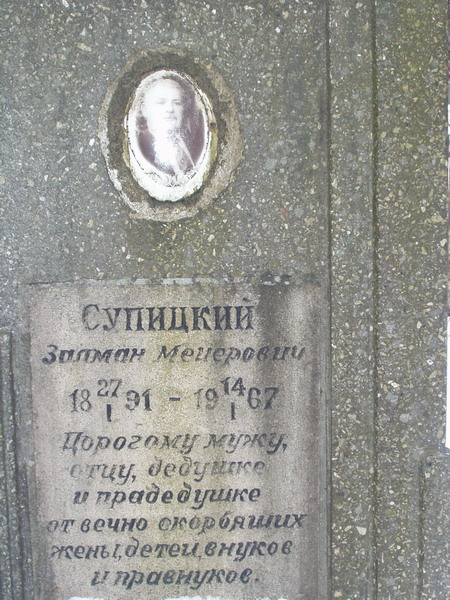 Супицкий
Залман Меерович
18 27/I 91 - 19 14/I 67
Дорогому мужу,
отцу, дедушке
и прадедушке
от вечно скорбящих
жены, детей, внуков
и правнуков.